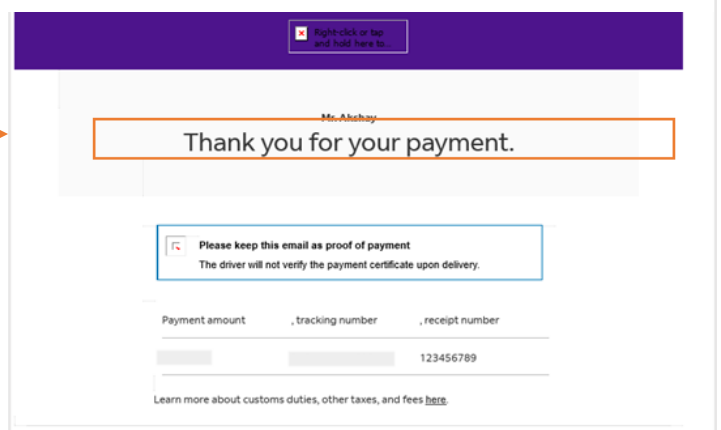 Right-click or tap
and hold here to...
Mr. Akshay
Thank you for your payment.
Please keep this email as proof of payment
The driver will not verify the payment certificate upon delivery.
Payment amount , tracking number , receipt number
123456789
Learn more about customs duties, other taxes, and fees here.